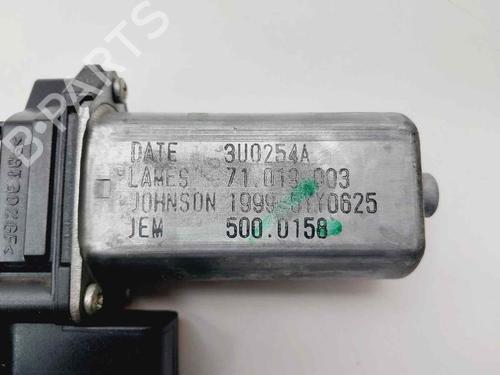 B-PARTS
DATE 3U0254A
LAMES 71.013.003
JOHNSON 1999
JEM 500.0158